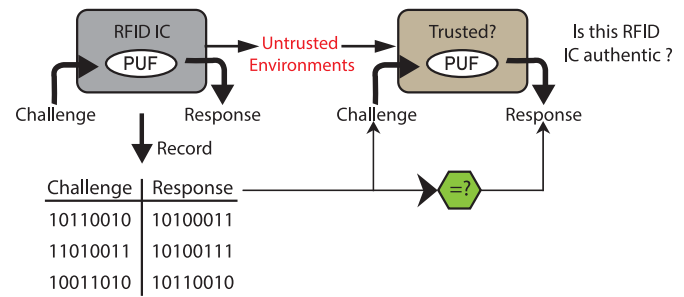 RFID IC
PUF
Challenge
Response
Record
Untrusted
Environments
Trusted?
PUF
Challenge
Response
Is this RFID
IC authentic ?
Challenge Response
10110010 10100011
11010011 10100111
10011010 10110010
=?